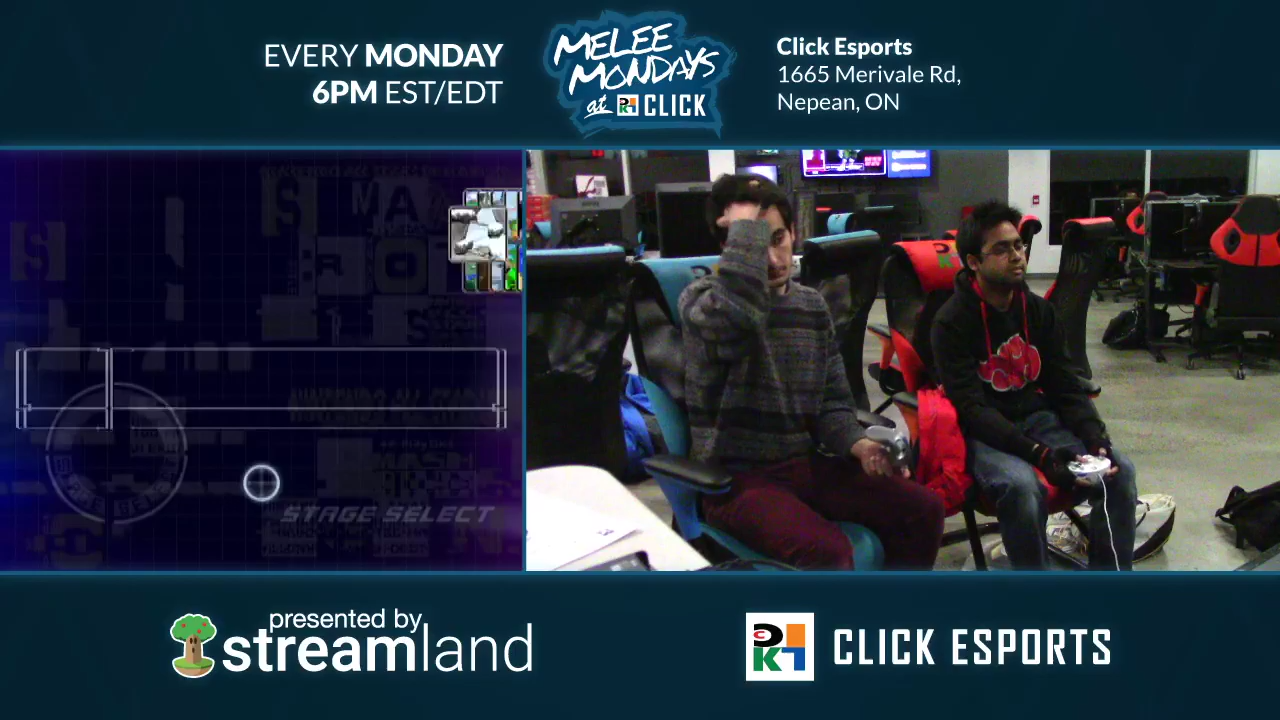 EVERY MONDAY
6PM EST/EDT
MELEE
MONDAYS
at CLICK
Click Esports
1665 Merivale Rd,
Nepean, ON
STAGE SELECT
presented by
streamland
CLICK ESPORTS